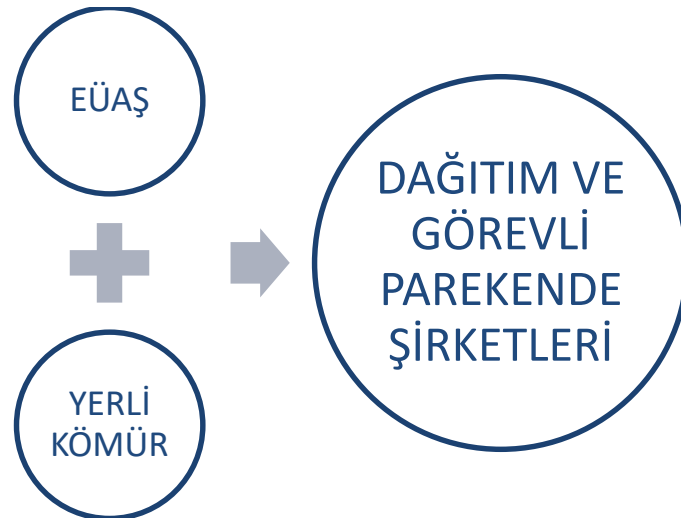 EÜAŞ
YERLİ
KÖMÜR
DAĞITIM VE
GÖREVLİ
PAREKENDE
ŞİRKETLERİ